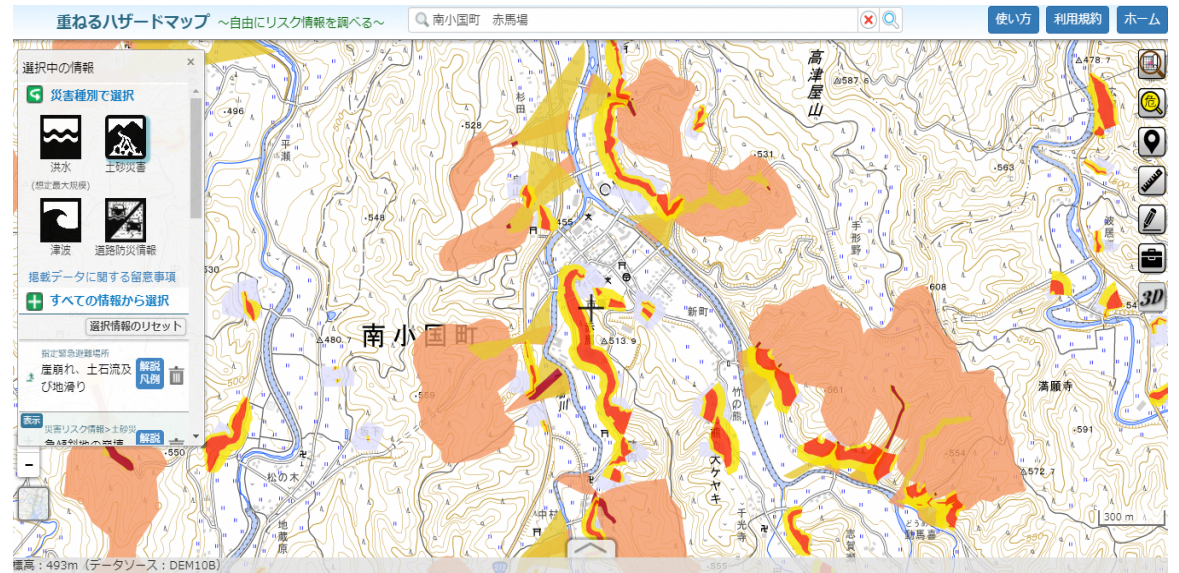 重ねるハザードマップ ～自由にリスク情報を調べる～
南小国町　赤馬場
使い方
利用規約
ホーム
選択中の情報
×
災害種別で選択
洪水
(想定最大規模)
土砂災害
津波
道路防災情報
掲載データに関する留意事項
すべての情報から選択
選択情報のリセット
指定緊急避難場所
崖崩れ、土石流及び地滑り
解説
凡例
表示
災害リスク情報>土砂災
急傾斜地の崩壊
解説
-
高津屋山
587.6
478.7
496
平瀬
杉田
528
531
563
548
455
手形野
530
608
480.7
南小国町
513.9
新町
559
561
満願寺
竹の熊
591
大ケヤキ
554
572.7
550
松の木
地蔵原
中村
千光寺
志賀瀬
555
500
危
3D
300 m
標高：493m（データソース：DEM10B）